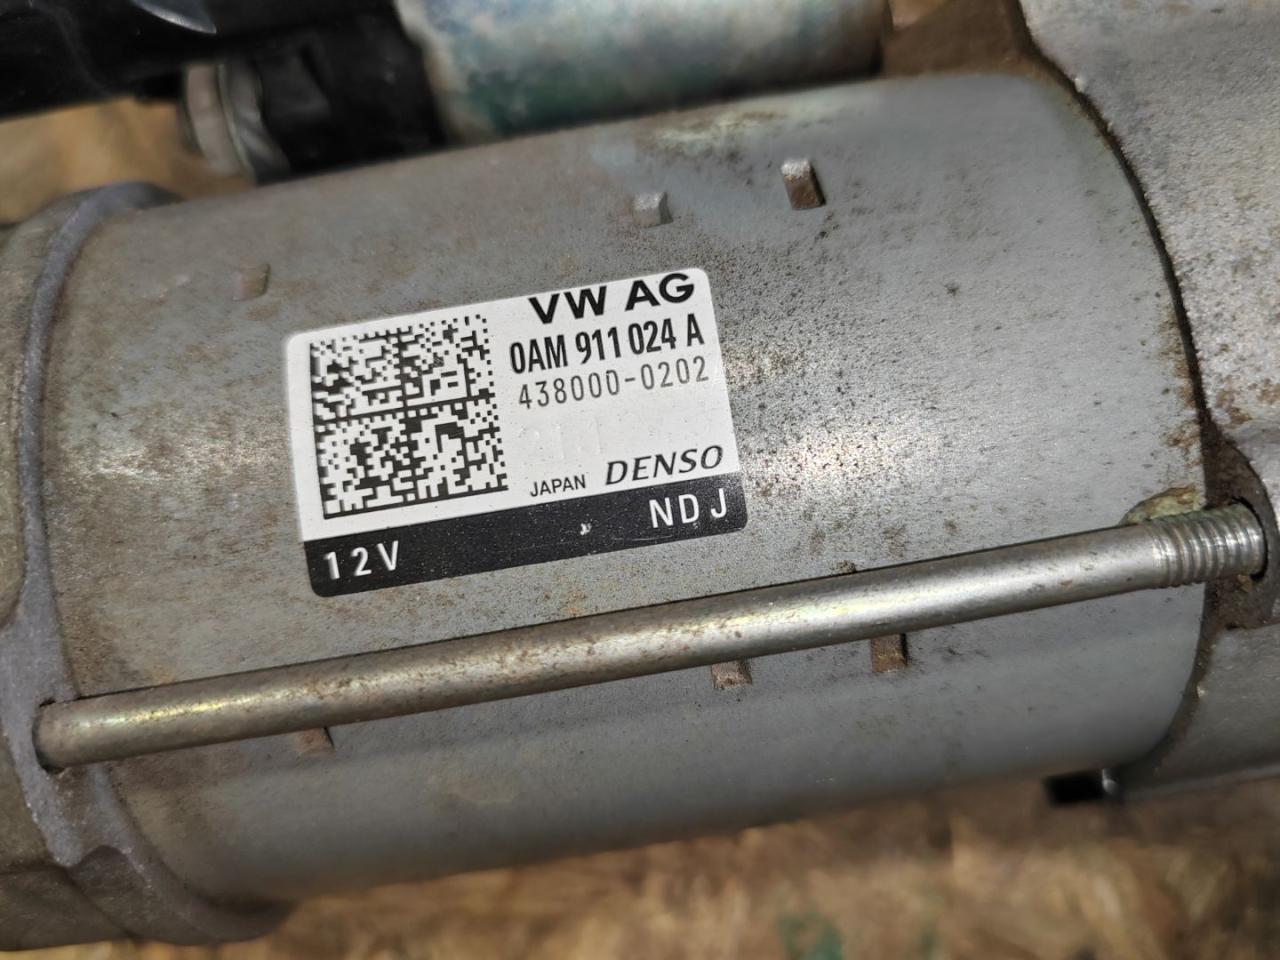 VW AG
0AM 911 024 A
438000-0202
JAPAN DENSO
12V NDJ